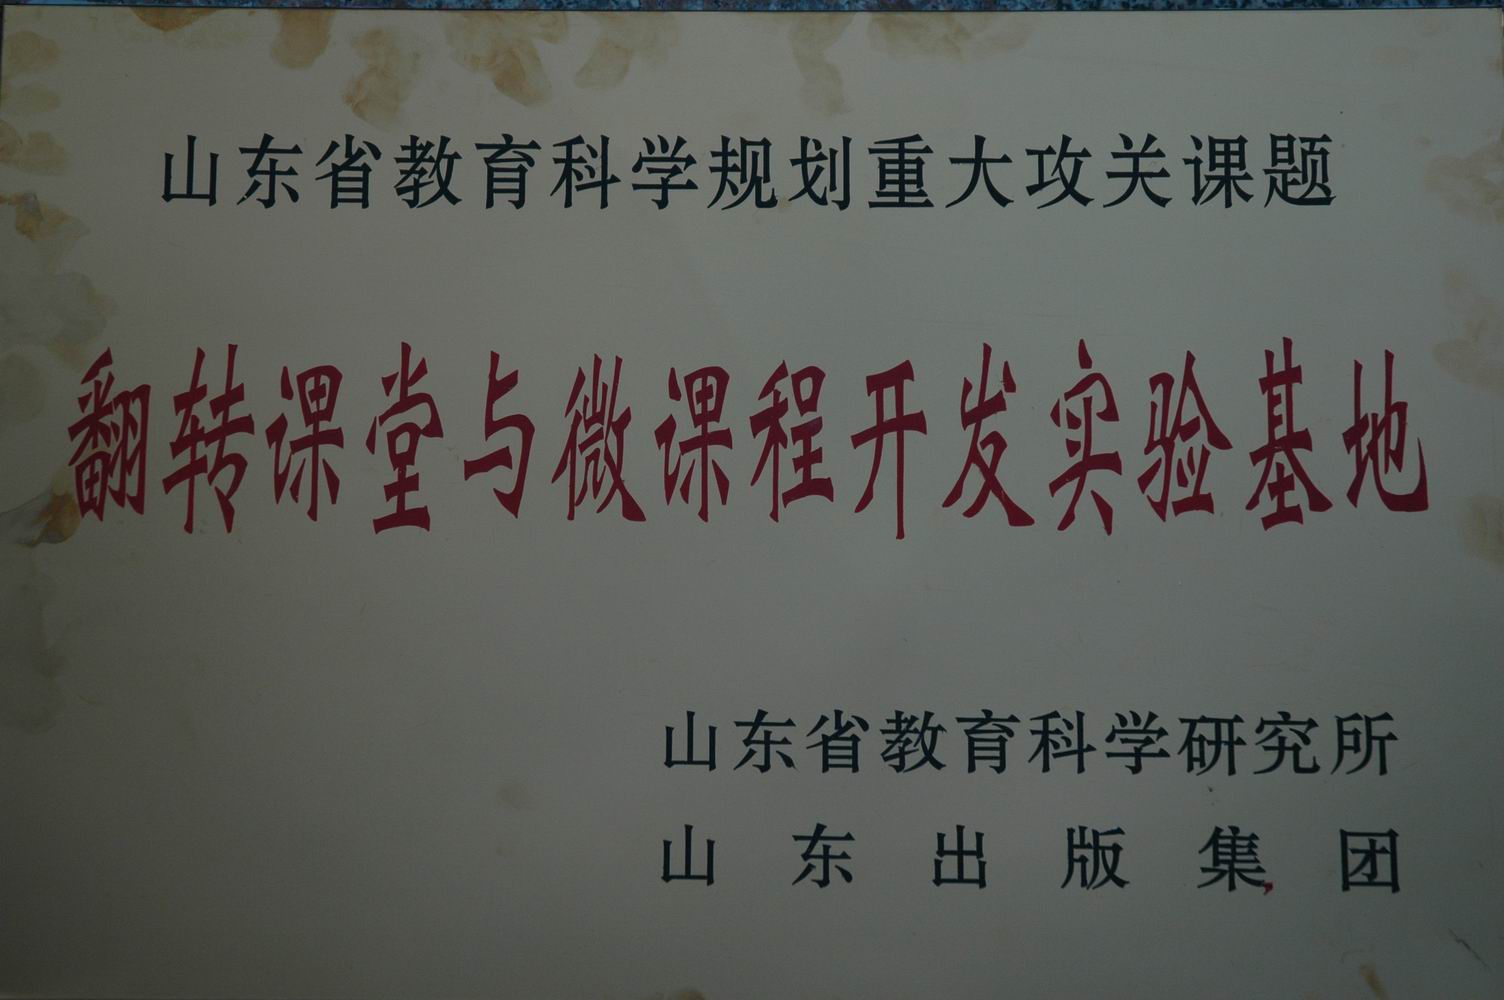 山东省教育科学规划重大攻关课题
翻转课堂与微课程开发实验基地
山东省教育科学研究所
山东出版集团